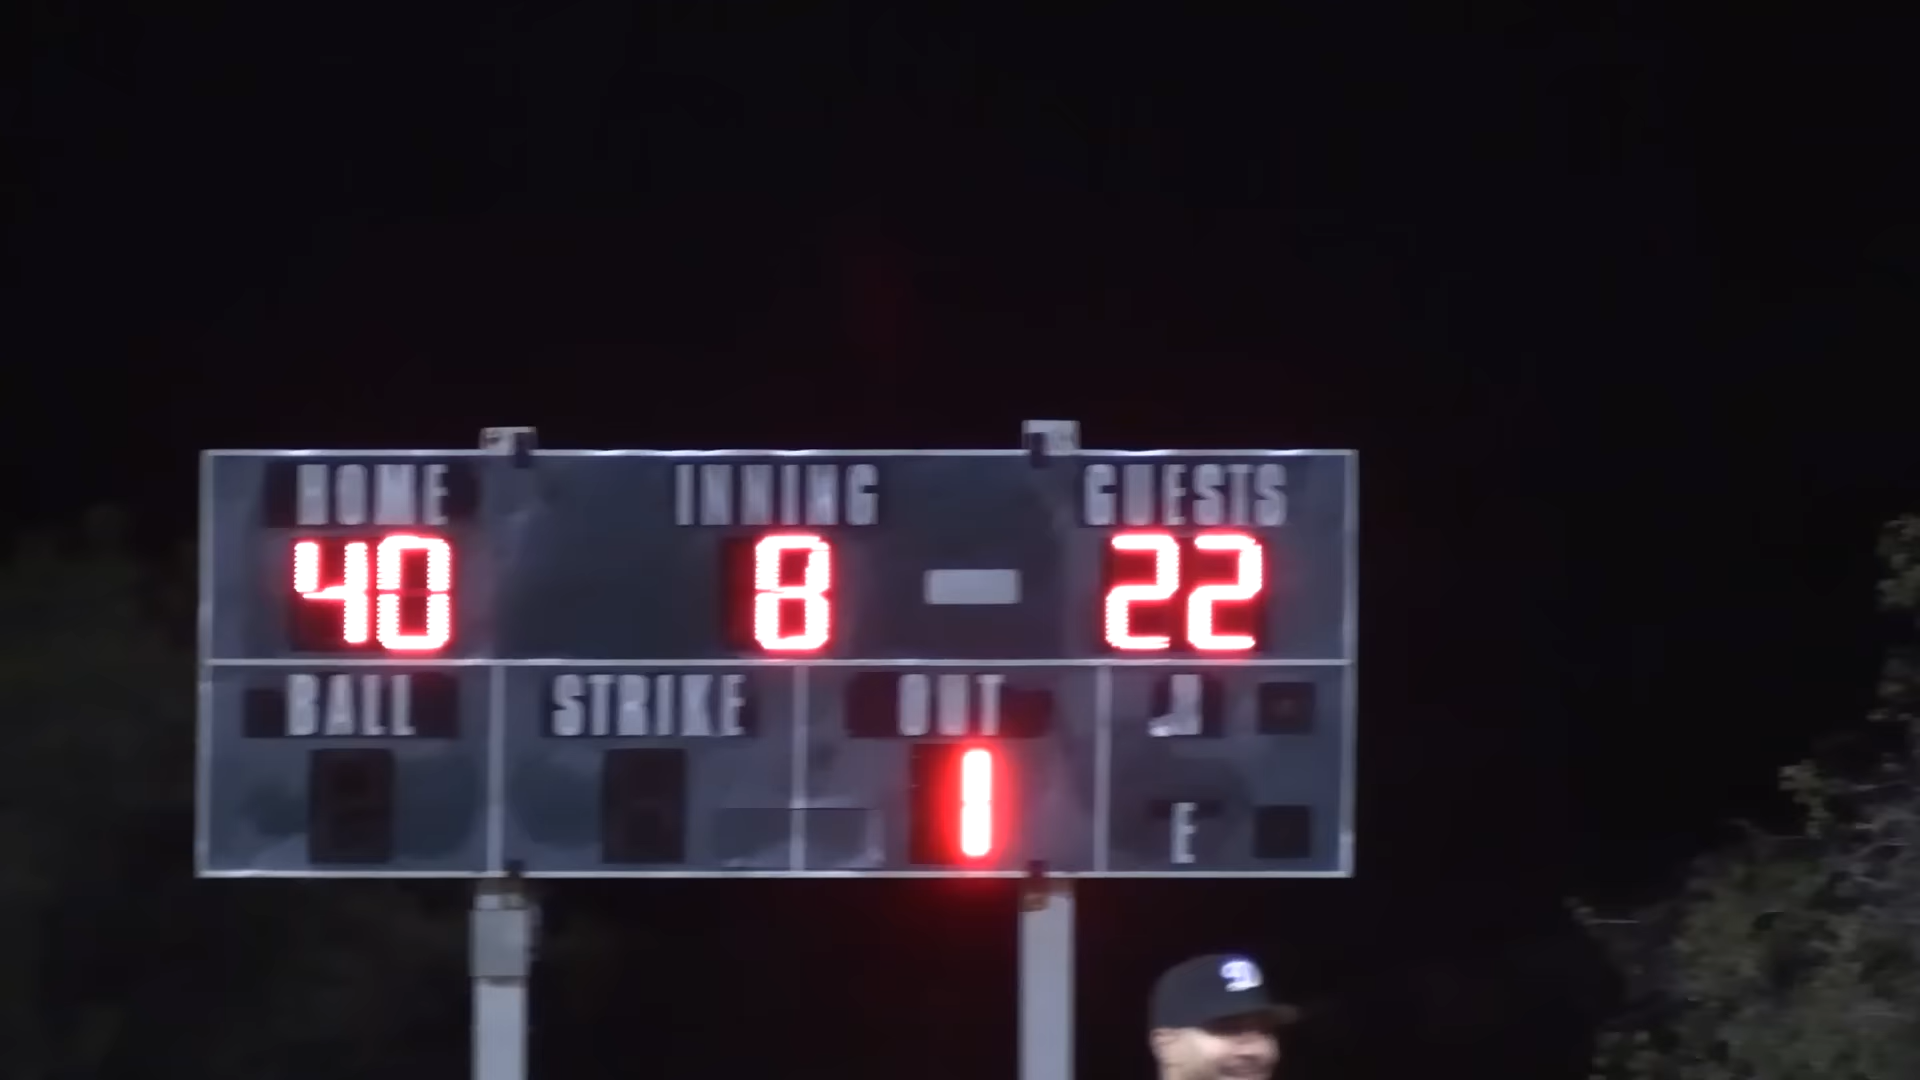 HOME INNING GUESTS
40 8 22
BALL STRIKE OUT
1
E